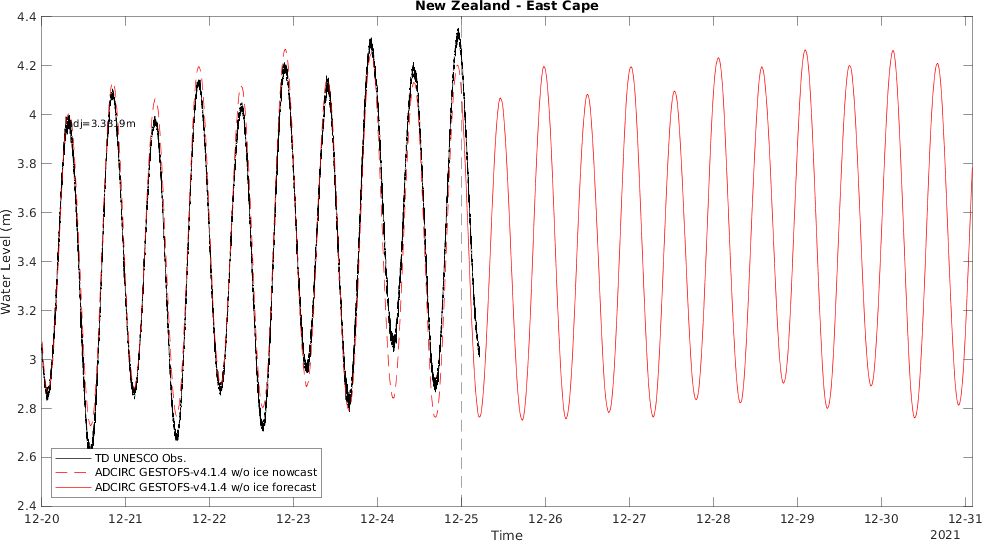 New Zealand - East Cape
4.4
4.2
4
3.8
3.6
3.4
3.2
3
2.8
2.6
2.4
Water Level (m)
adj=3.3819m
TD UNESCO Obs.
ADCIRC GESTOFS-v4.1.4 w/o ice nowcast
ADCIRC GESTOFS-v4.1.4 w/o ice forecast
12-20 12-21 12-22 12-23 12-24 12-25 12-26 12-27 12-28 12-29 12-30 12-31
Time
2021